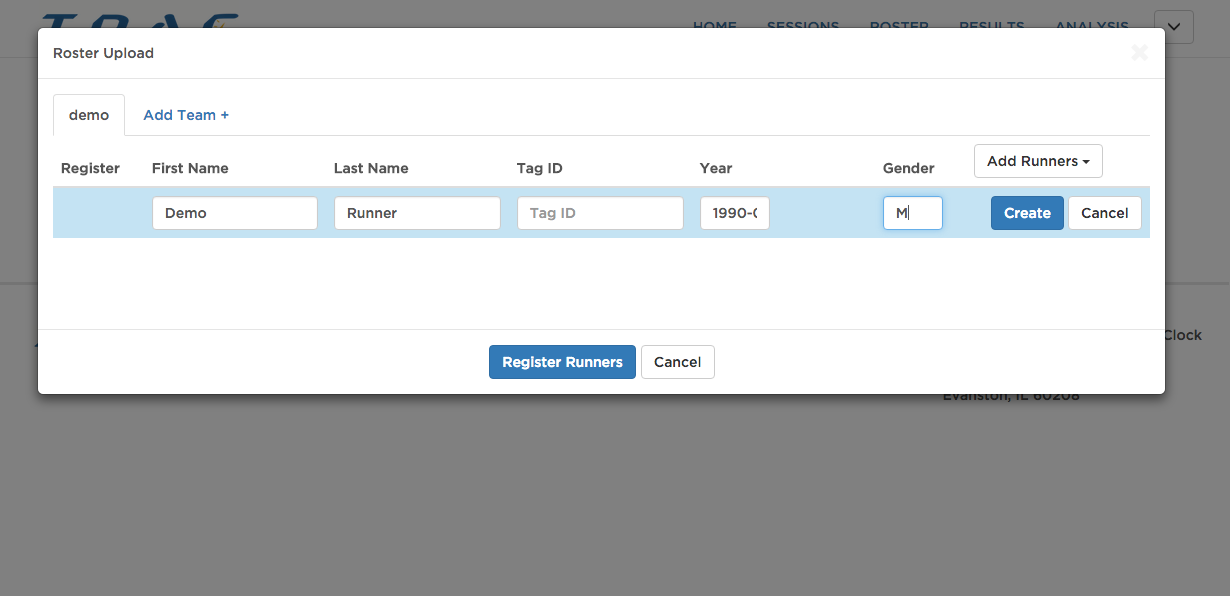 HOME SESSIONS ROSTER RESULTS ANALYSIS
Roster Upload
demo Add Team +
Register First Name Last Name Tag ID Year Gender Add Runners
Demo Runner Tag ID 1990- M Create Cancel
Clock
Register Runners Cancel
Evanston, IL 60208